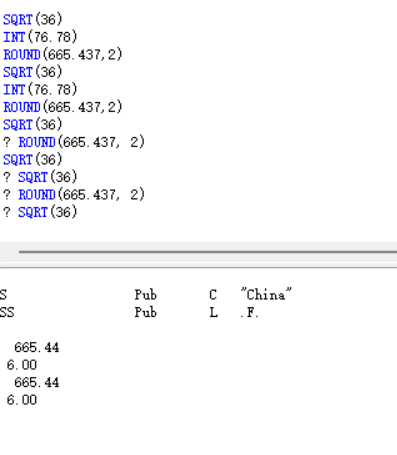 SQRT(36)
INT(76.78)
ROUND(665.437,2)
SQRT(36)
INT(76.78)
ROUND(665.437,2)
SQRT(36)
? ROUND(665.437, 2)
SQRT(36)
? SQRT(36)
? ROUND(665.437, 2)
? SQRT(36)
S Pub C "China"
SS Pub L .F.
665.44
6.00
665.44
6.00